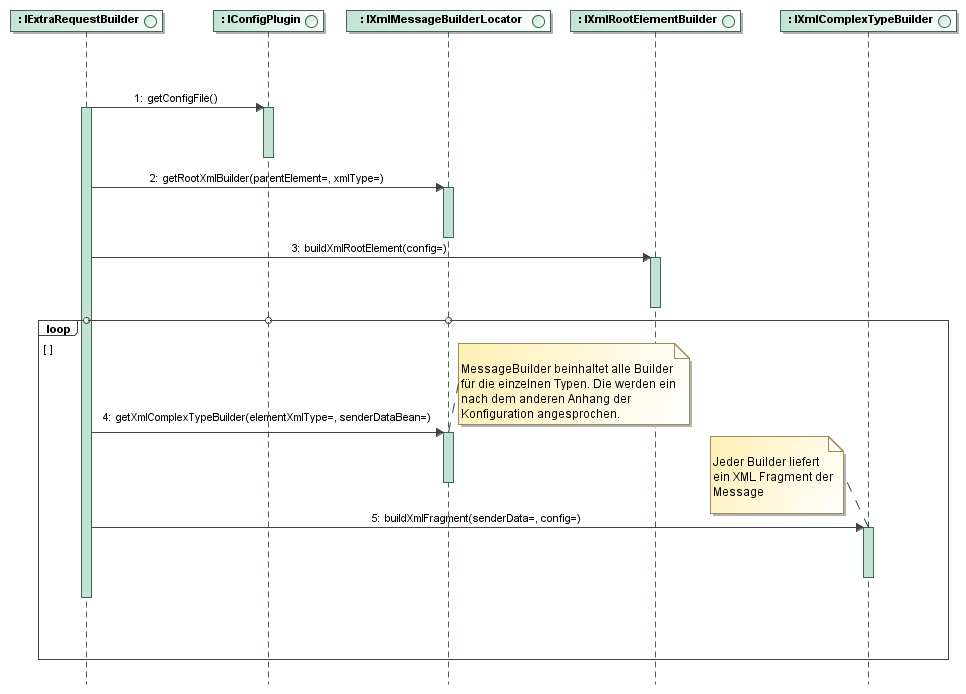 : IExtraRequestBuilder
: IConfigPlugin
: IXmlMessageBuilderLocator
: IXmlRootElementBuilder
: IXmlComplexTypeBuilder
1: getConfigFile()
2: getRootXmlBuilder(parentElement=, xmlType=)
3: buildXmlRootElement(config=)
loop
[ ]
MessageBuilder beinhaltet alle Builder
für die einzelnen Typen. Die werden ein
nach dem anderen Anhang der
Konfiguration angesprochen.
4: getXmlComplexTypeBuilder(elementXmlType=, senderDataBean=)
Jeder Builder liefert
ein XML Fragment der
Message
5: buildXmlFragment(senderData=, config=)